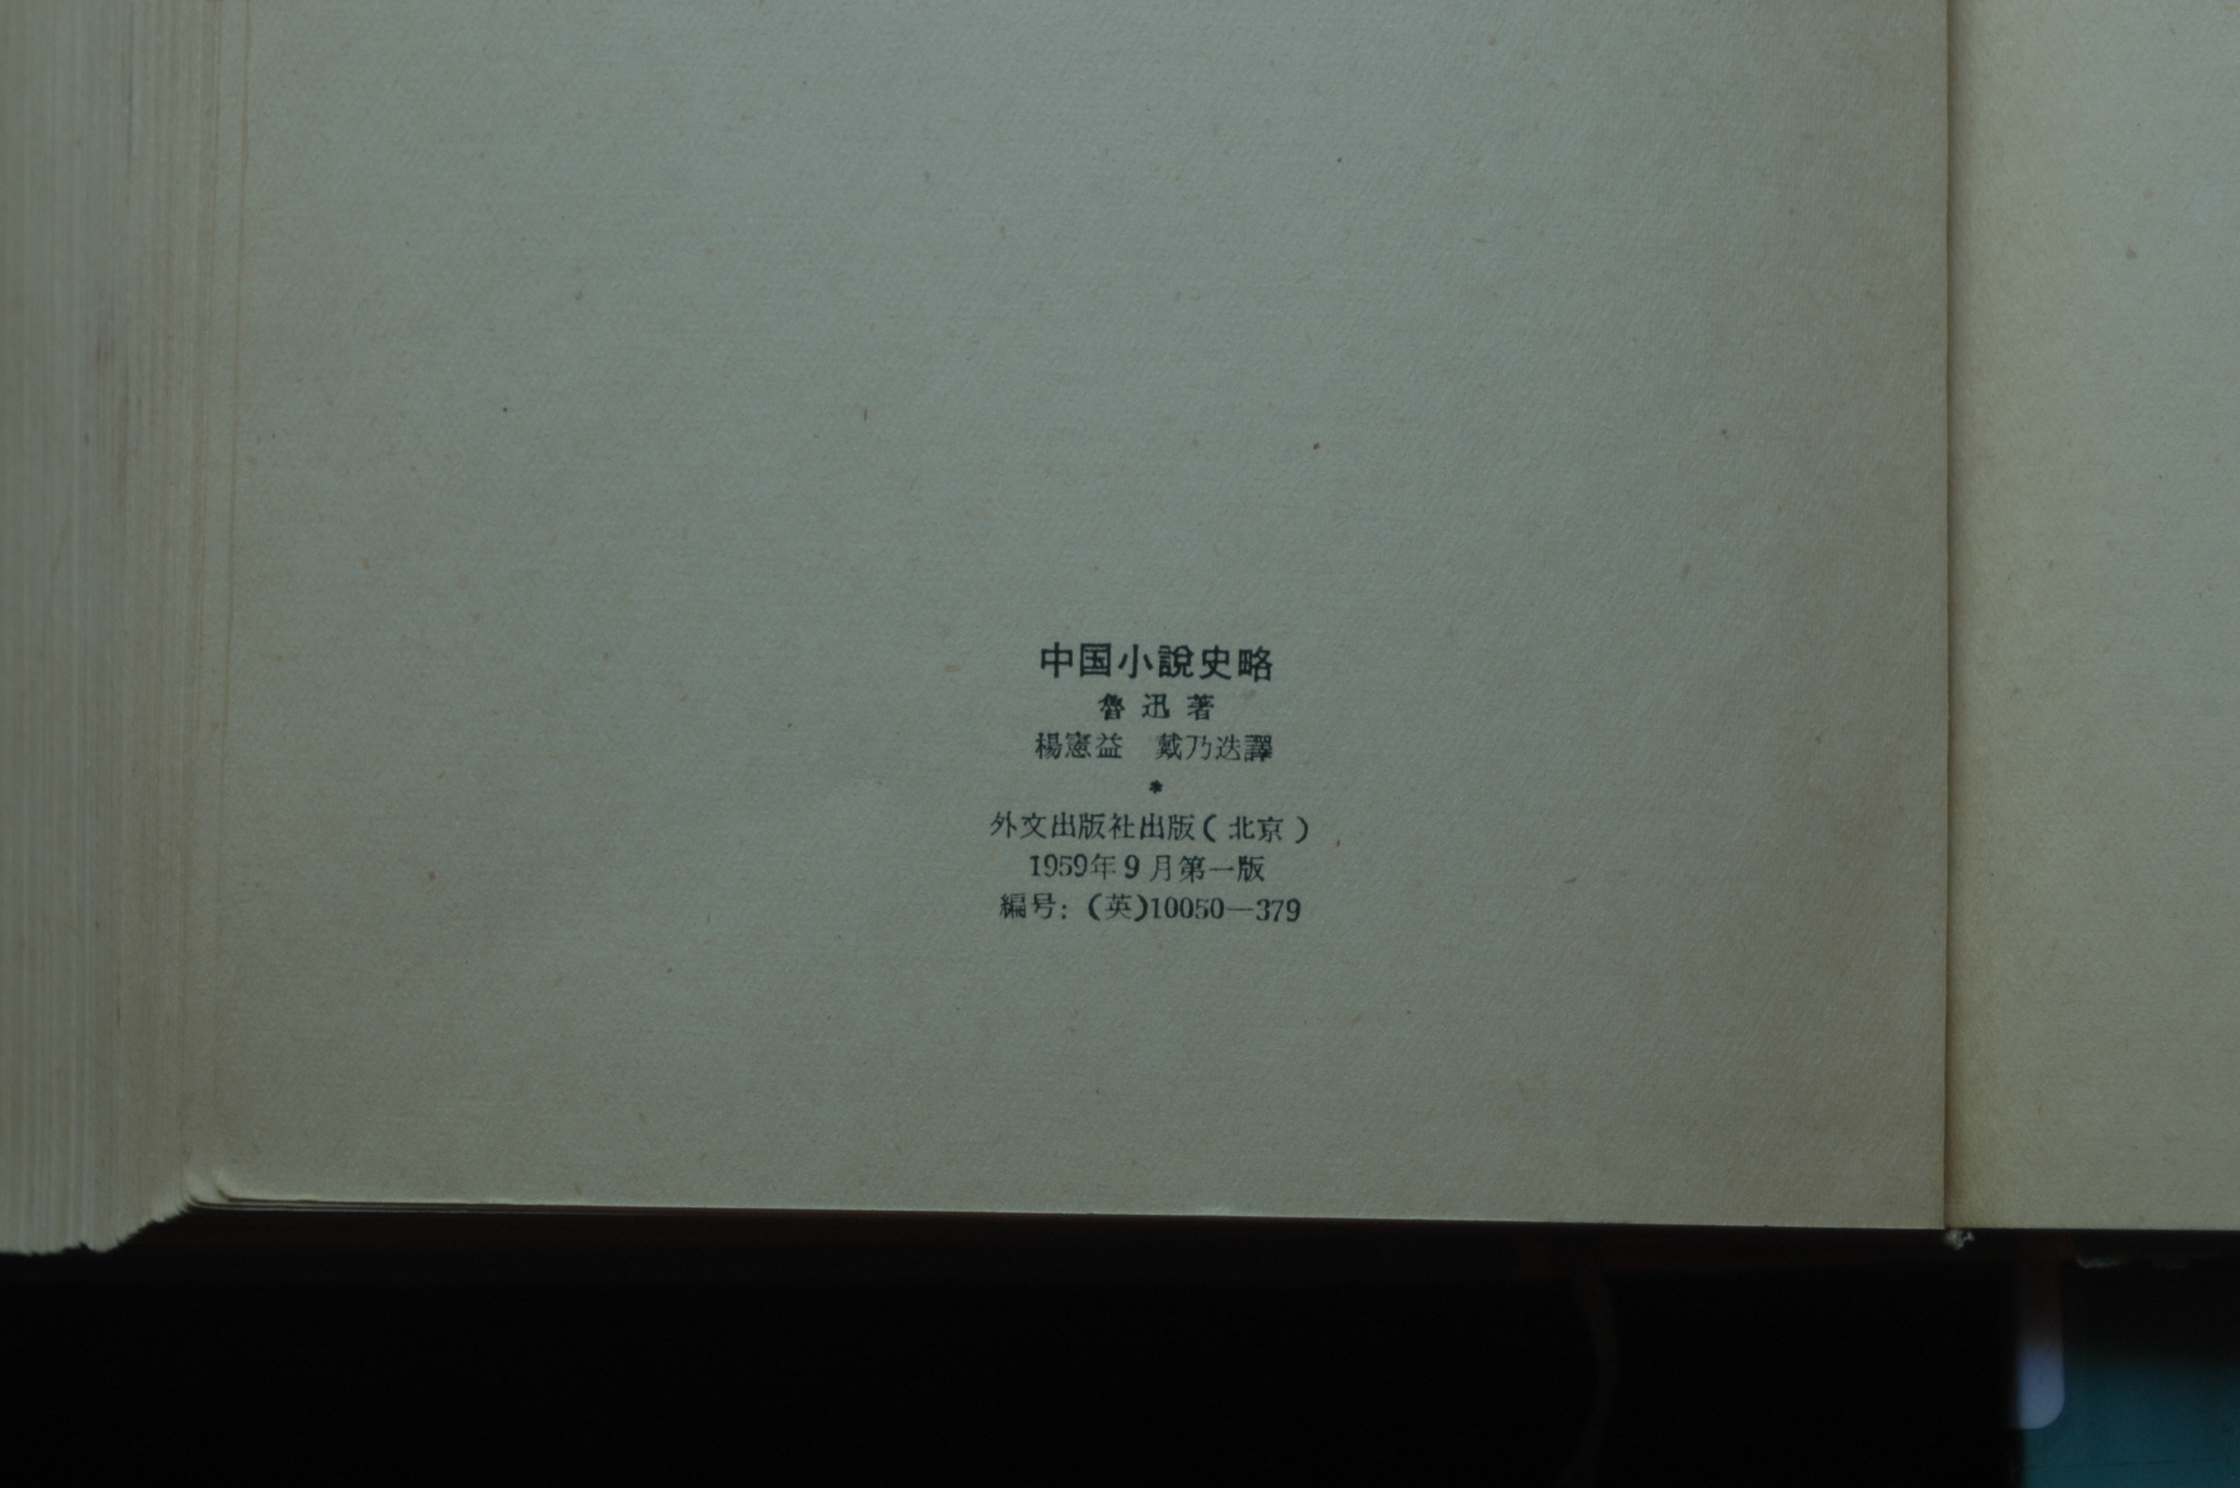 中国小說史略
魯迅著
楊憲益 戴乃迭譯
*
外文出版社出版(北京)
1959年9月第一版
編号：(英)10050—379